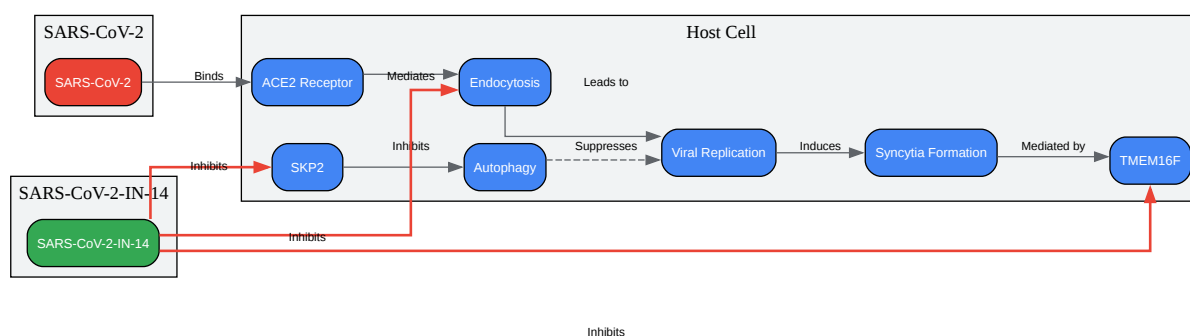 SARS-CoV-2
Host Cell
SARS-CoV-2
Binds
ACE2 Receptor
Mediates
Endocytosis
Leads to
Inhibits
SKP2
Inhibits
Autophagy
Suppresses
Viral Replication
Induces
Syncytia Formation
Mediated by
TMEM16F
SARS-CoV-2-IN-14
SARS-CoV-2-IN-14
Inhibits
Inhibits